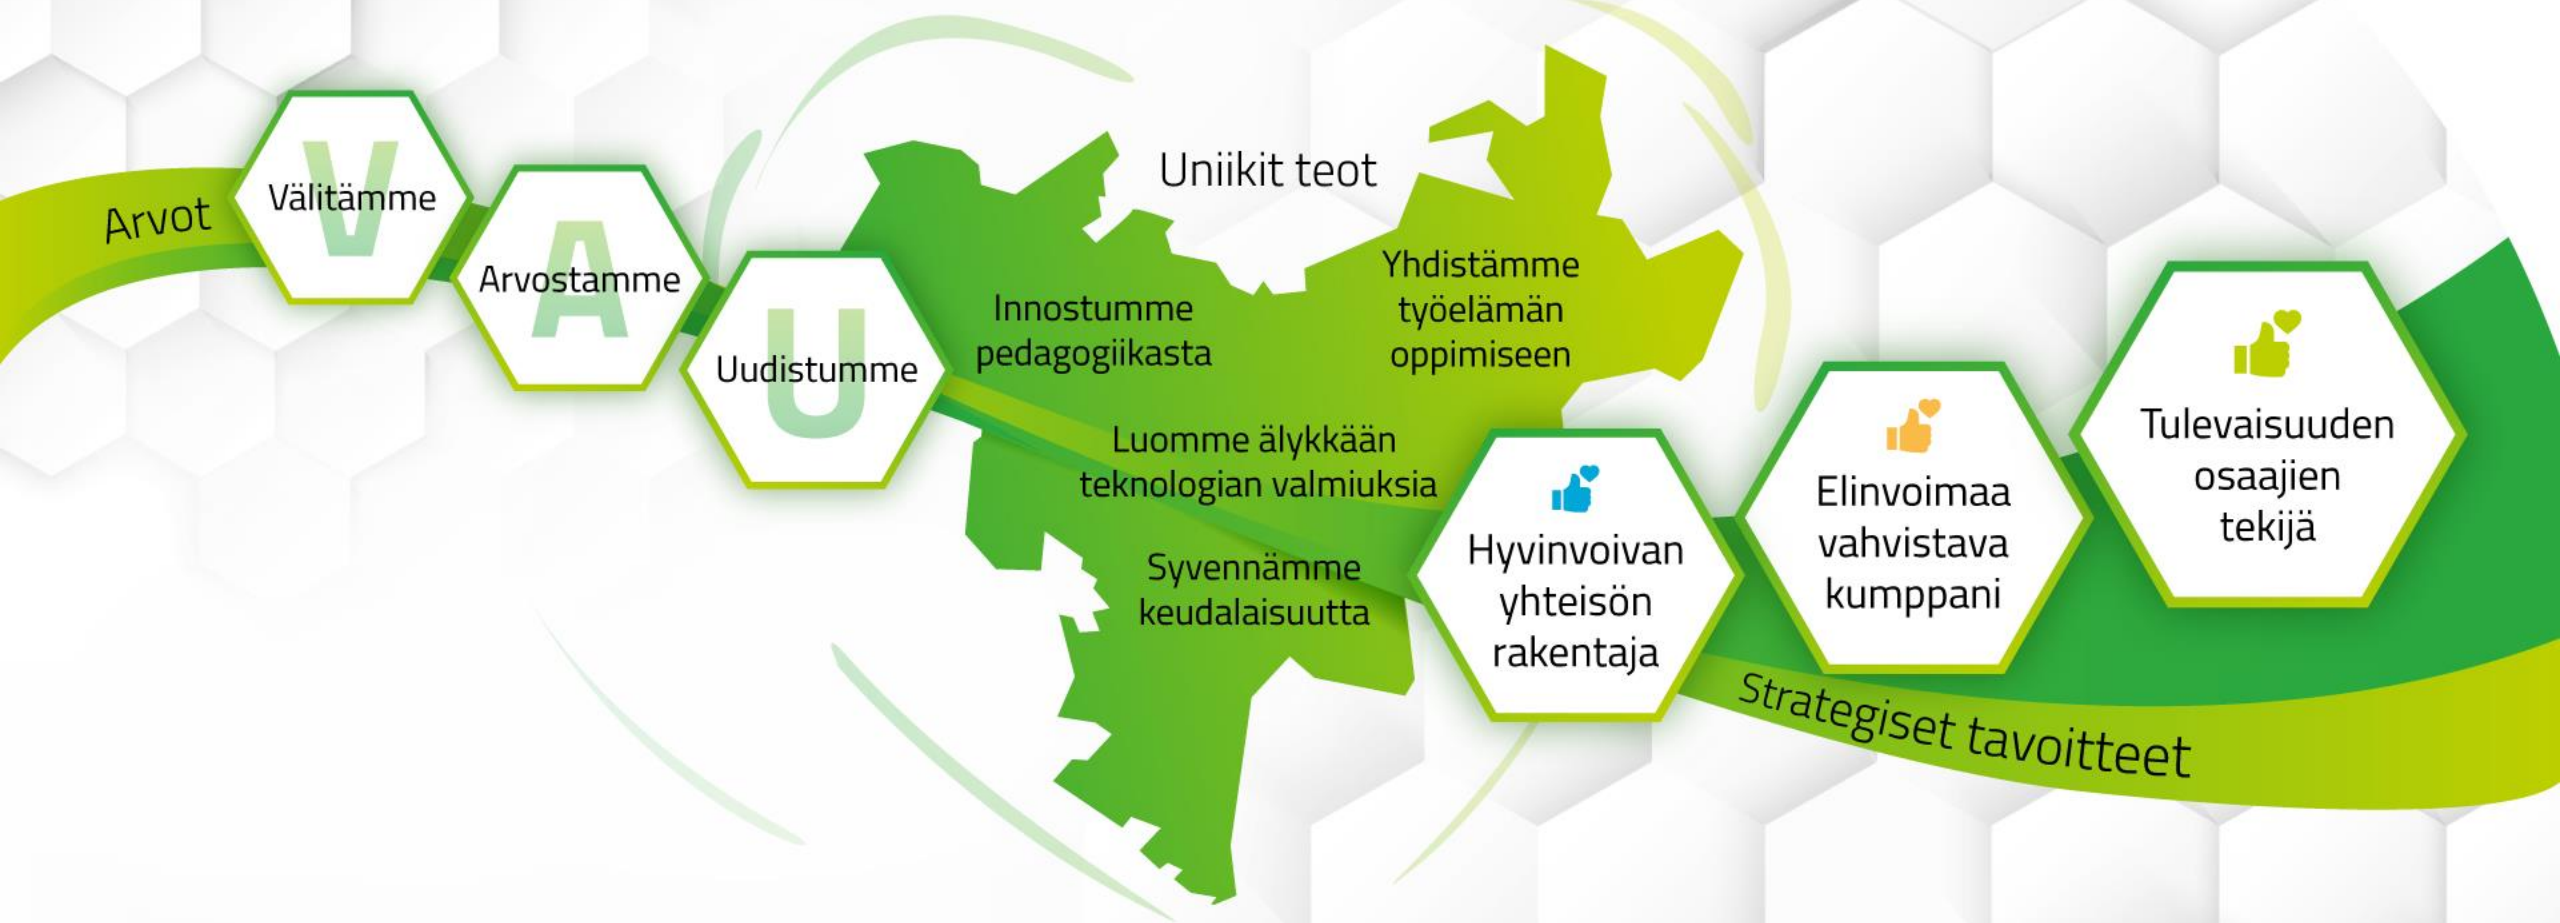 Arvot
V
Välitämme
A
Arvostamme
U
Uudistumme
Uniikit teot
Innostumme
pedagogiikasta
Yhdistämme
työelämän
oppimiseen
Luomme älykkään
teknologian valmiuksia
Syvennämme
keudalaisuutta
Hyvinvoivan
yhteisön
rakentaja
Elinvoimaa
vahvistava
kumppani
Tulevaisuuden
osaajien
tekijä
Strategiset tavoitteet